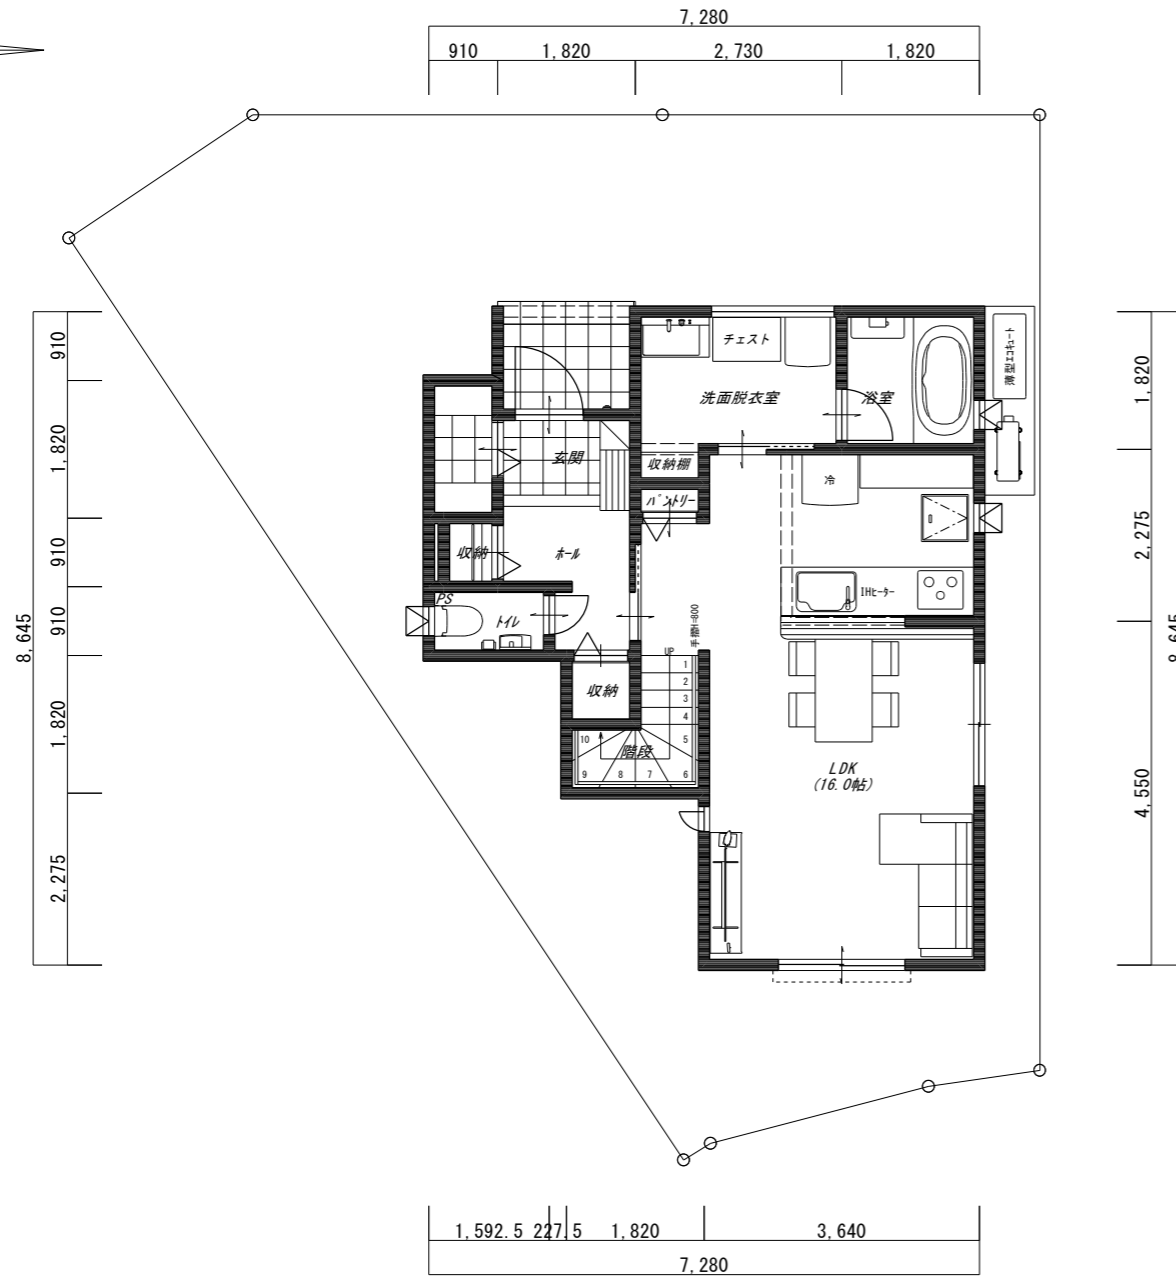 7,280
910
1,820
2,730
1,820
910
1,820
910
910
1,820
2,275
8,645
チェスト
洗面脱衣室
浴室
薄型エコキュート
玄関
収納棚
パントリー
冷
収納
ホール
PS
トイレ
IHヒーター
手摺H=800
UP
1
2
3
4
5
6
7
8
9
10
収納
階段
LDK
(16.0帖)
1,820
2,275
4,550
8,645
1,592.5
227.5
1,820
3,640
7,280